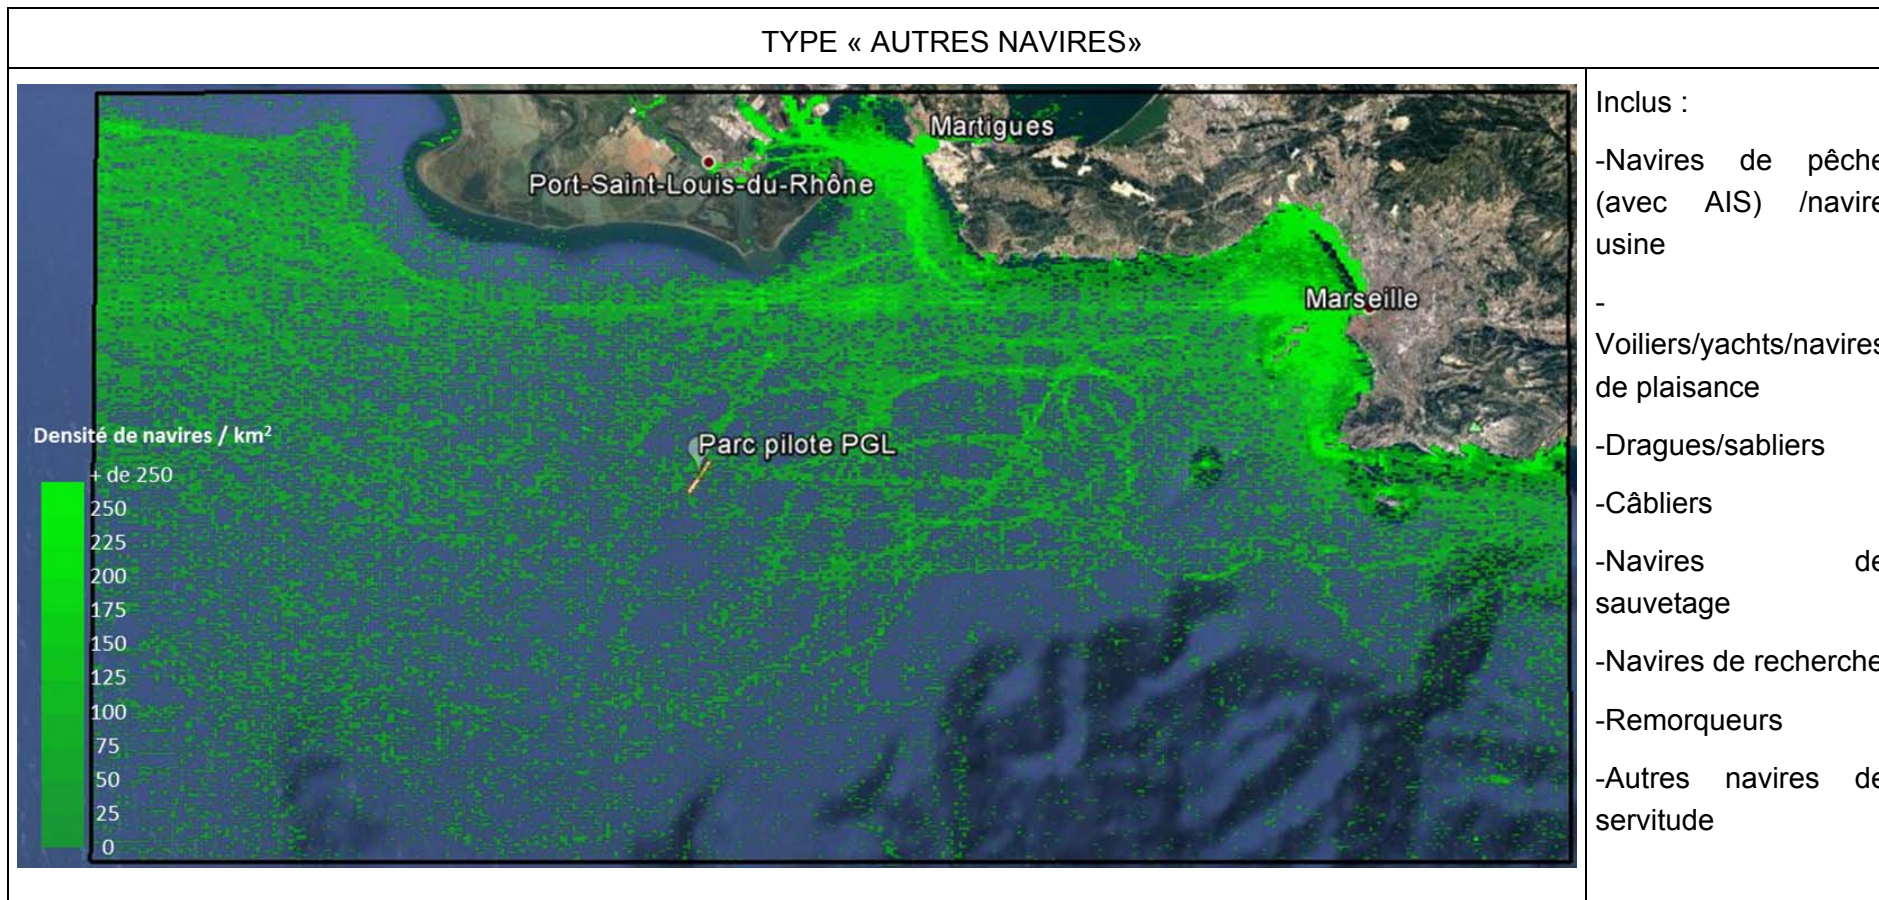 TYPE « AUTRES NAVIRES»
Martigues
Port-Saint-Louis-du-Rhône
Marseille
Parc pilote PGL
Densité de navires / km²
+ de 250
250
225
200
175
150
125
100
75
50
25
0
Inclus :
-Navires de pêche
(avec AIS) /navire
usine
-
Voiliers/yachts/navires
de plaisance
-Dragues/sabliers
-Câbliers
-Navires de
sauvetage
-Navires de recherche
-Remorqueurs
-Autres navires de
servitude